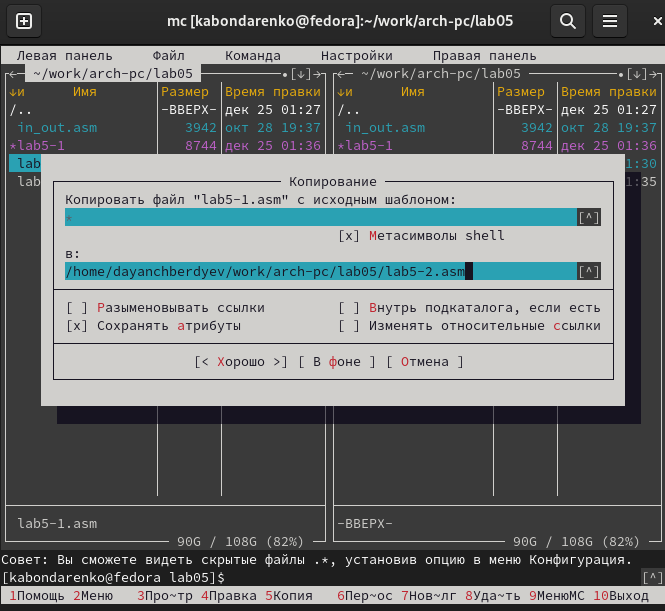 mc [kabondarenko@fedora]:~/work/arch-pc/lab05
Левая панель Файл Команда Настройки Правая панель
~/work/arch-pc/lab05 •[↓] ~/work/arch-pc/lab05 •[↓]
↓и Имя Размер Время правки ↓и Имя Размер Время правки
/.. -ВВЕРХ- дек 25 01:27 /.. -ВВЕРХ- дек 25 01:27
in_out.asm 3942 окт 28 19:37 in_out.asm 3942 окт 28 19:37
*lab5-1 8744 дек 25 01:36 *lab5-1 8744 дек 25 01:36
lab 1:30
lab 1:35
Копирование
Копировать файл "lab5-1.asm" с исходным шаблоном:
* [^]
[x] Метасимволы shell
в:
/home/dayanchberdyev/work/arch-pc/lab05/lab5-2.asm [^]
[ ] Разыменовывать ссылки [ ] Внутрь подкаталога, если есть
[x] Сохранять атрибуты [ ] Изменять относительные ссылки
[< Хорошо >] [ В фоне ] [ Отмена ]
lab5-1.asm -ВВЕРХ-
90G / 108G (82%) 90G / 108G (82%)
Совет: Вы сможете видеть скрытые файлы .*, установив опцию в меню Конфигурация.
[kabondarenko@fedora lab05]$ [^]
1Помощь 2Меню 3Про~тр 4Правка 5Копия 6Пер~ос 7Нов~лг 8Уда~ть 9МенюМС 10Выход